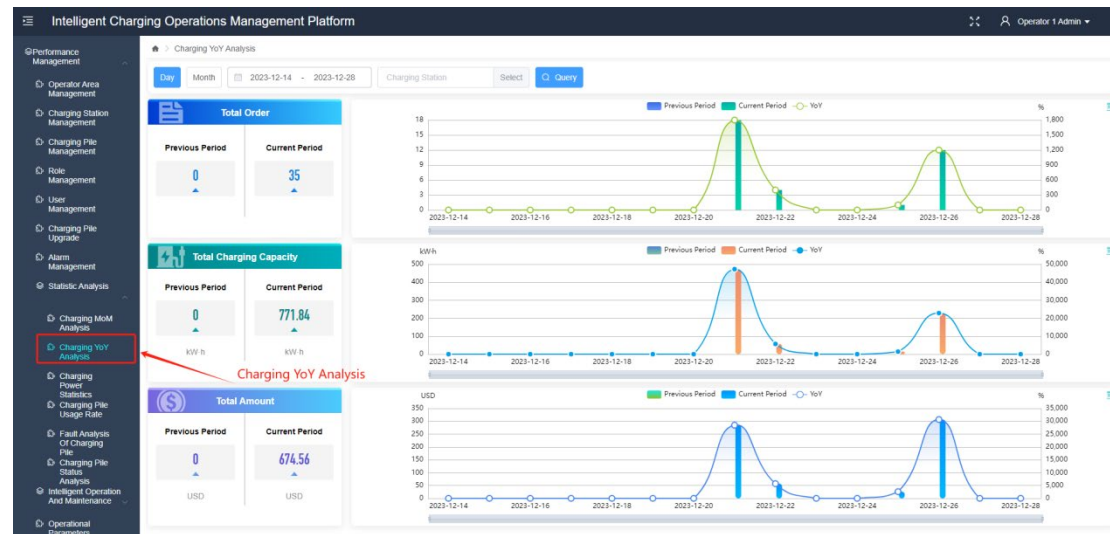 Intelligent Charging Operations Management Platform
Operator 1 Admin
Performance
Management
Operator Area
Management
Charging Station
Management
Charging Pile
Management
Role
Management
User
Management
Charging Pile
Upgrade
Alarm
Management
Statistic Analysis
Charging MoM
Analysis
Charging YoY
Analysis
Charging
Power
Statistics
Charging Pile
Usage Rate
Fault Analysis
Of Charging
Pile
Charging Pile
Status
Analysis
Intelligent Operation
And Maintenance
Operational
Parameters
> Charging YoY Analysis
Day Month 2023-12-14 - 2023-12-28 Charging Station Select Query
Total Order
Previous Period Current Period
0 35
Previous Period Current Period YoY
%
18 1,800
15 1,500
12 1,200
9 900
6 600
3 300
0 0
2023-12-14 2023-12-16 2023-12-18 2023-12-20 2023-12-22 2023-12-24 2023-12-26 2023-12-28
Total Charging Capacity
Previous Period Current Period
0 771.84
kW·h kW·h
Charging YoY Analysis
kW·h Previous Period Current Period YoY %
500 50,000
400 40,000
300 30,000
200 20,000
100 10,000
0 0
2023-12-14 2023-12-16 2023-12-18 2023-12-20 2023-12-22 2023-12-24 2023-12-26 2023-12-28
Total Amount
Previous Period Current Period
0 674.56
USD USD
USD Previous Period Current Period YoY %
350 35,000
300 30,000
250 25,000
200 20,000
150 15,000
100 10,000
50 5,000
0 0
2023-12-14 2023-12-16 2023-12-18 2023-12-20 2023-12-22 2023-12-24 2023-12-26 2023-12-28